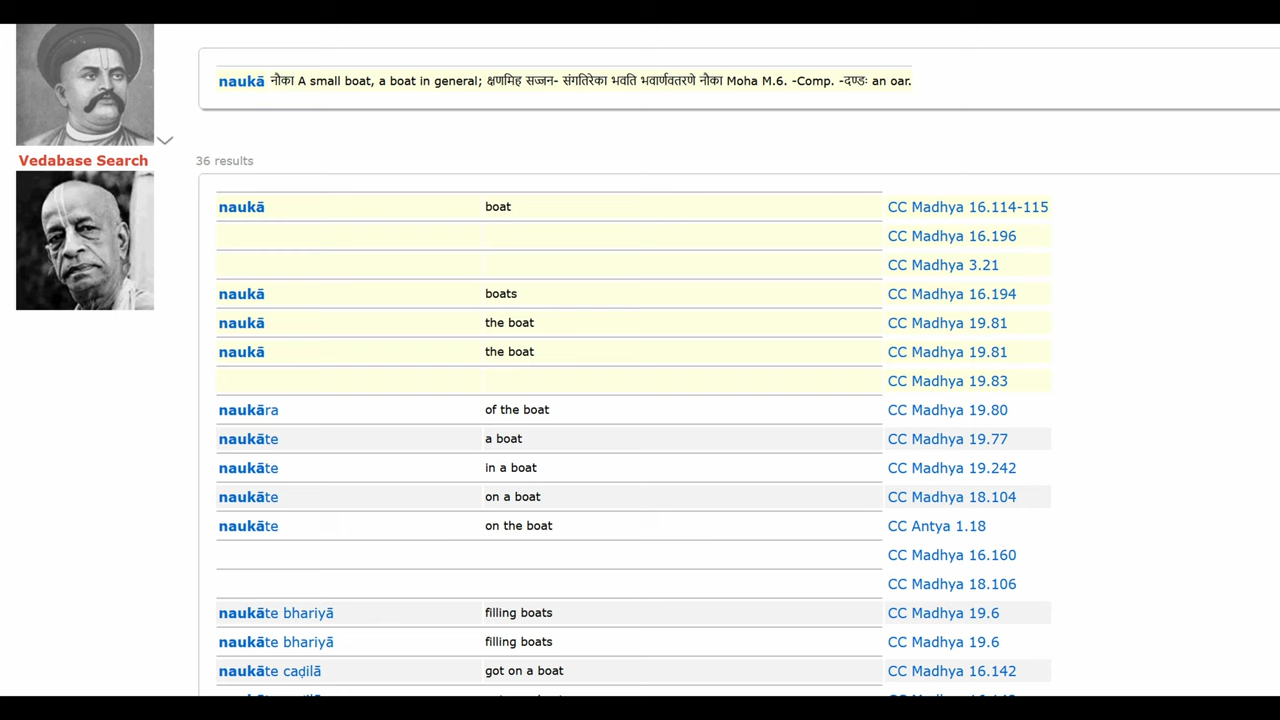 naukā नौका A small boat, a boat in general; क्षणमिह सज्जन- संगतिरेका भवति भवार्णवतरणे नौका Moha M.6. -Comp. -दण्डः an oar.
Vedabase Search
36 results
naukā boat CC Madhya 16.114-115
CC Madhya 16.196
CC Madhya 3.21
naukā boats CC Madhya 16.194
naukā the boat CC Madhya 19.81
naukā the boat CC Madhya 19.81
CC Madhya 19.83
naukāra of the boat CC Madhya 19.80
naukāte a boat CC Madhya 19.77
naukāte in a boat CC Madhya 19.242
naukāte on a boat CC Madhya 18.104
naukāte on the boat CC Antya 1.18
CC Madhya 16.160
CC Madhya 18.106
naukāte bhariyā filling boats CC Madhya 19.6
naukāte bhariyā filling boats CC Madhya 19.6
naukāte caḍilā got on a boat CC Madhya 16.142